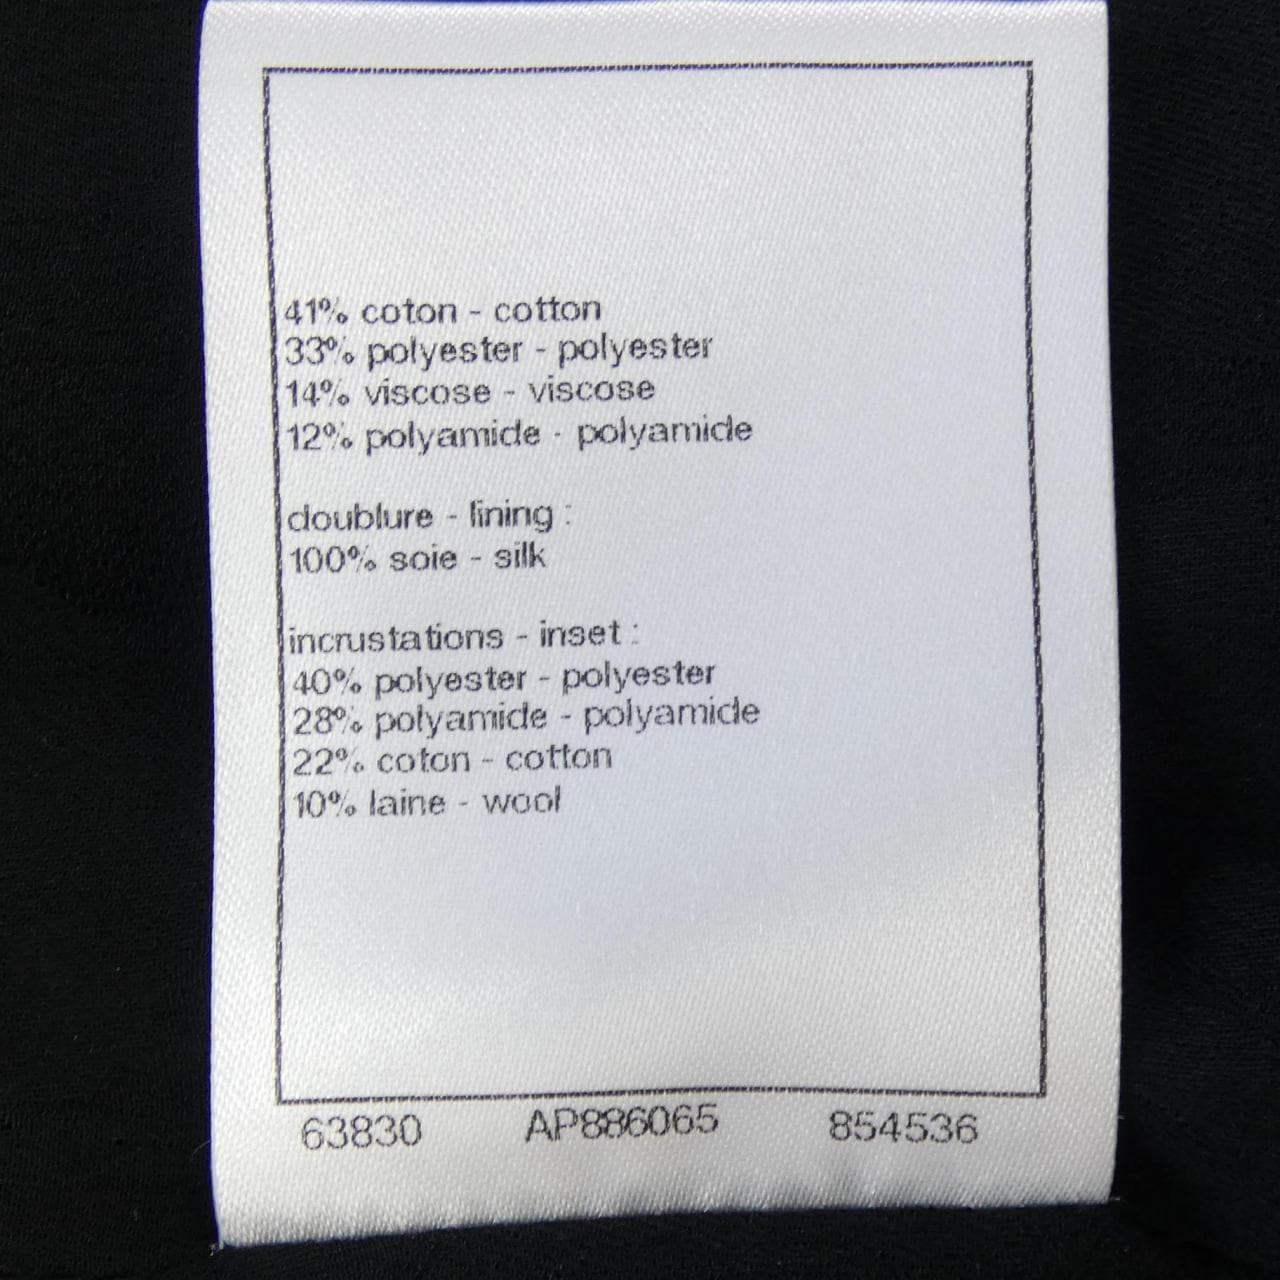 41% coton - cotton
33% polyester - polyester
14% viscose - viscose
12% polyamide - polyamide
doublure - lining :
100% soie - silk
incrustations - inset :
40% polyester - polyester
28% polyamide - polyamide
22% coton - cotton
10% laine - wool
63830 AP886065 854536